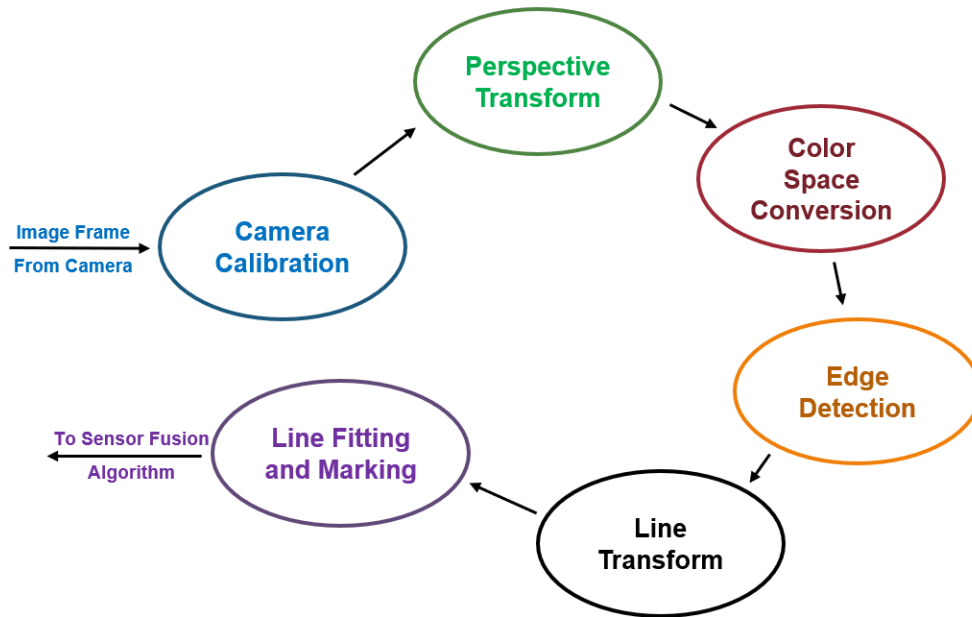 Image Frame
From Camera
Camera
Calibration
Perspective
Transform
Color
Space
Conversion
Edge
Detection
Line
Transform
Line Fitting
and Marking
To Sensor Fusion
Algorithm